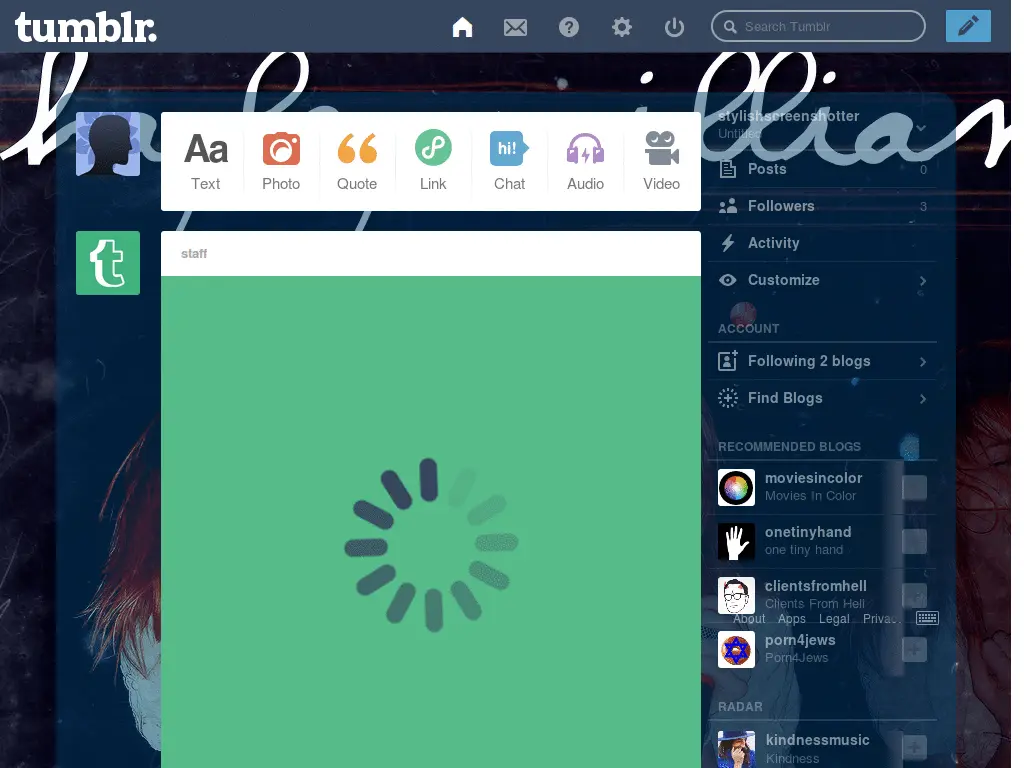 tumblr.
Search Tumblr
Aa
Text
Photo
Quote
Link
hi!
Chat
Audio
Video
stylishscreenshotter
Untitled
Posts 0
Followers 3
Activity
Customize
ACCOUNT
Following 2 blogs
Find Blogs
RECOMMENDED BLOGS
moviesincolor
Movies In Color
onetinyhand
one tiny hand
clientsfromhell
Clients From Hell
About Apps Legal
porn4jews
Porn4Jews
RADAR
kindnessmusic
Kindness
staff
t